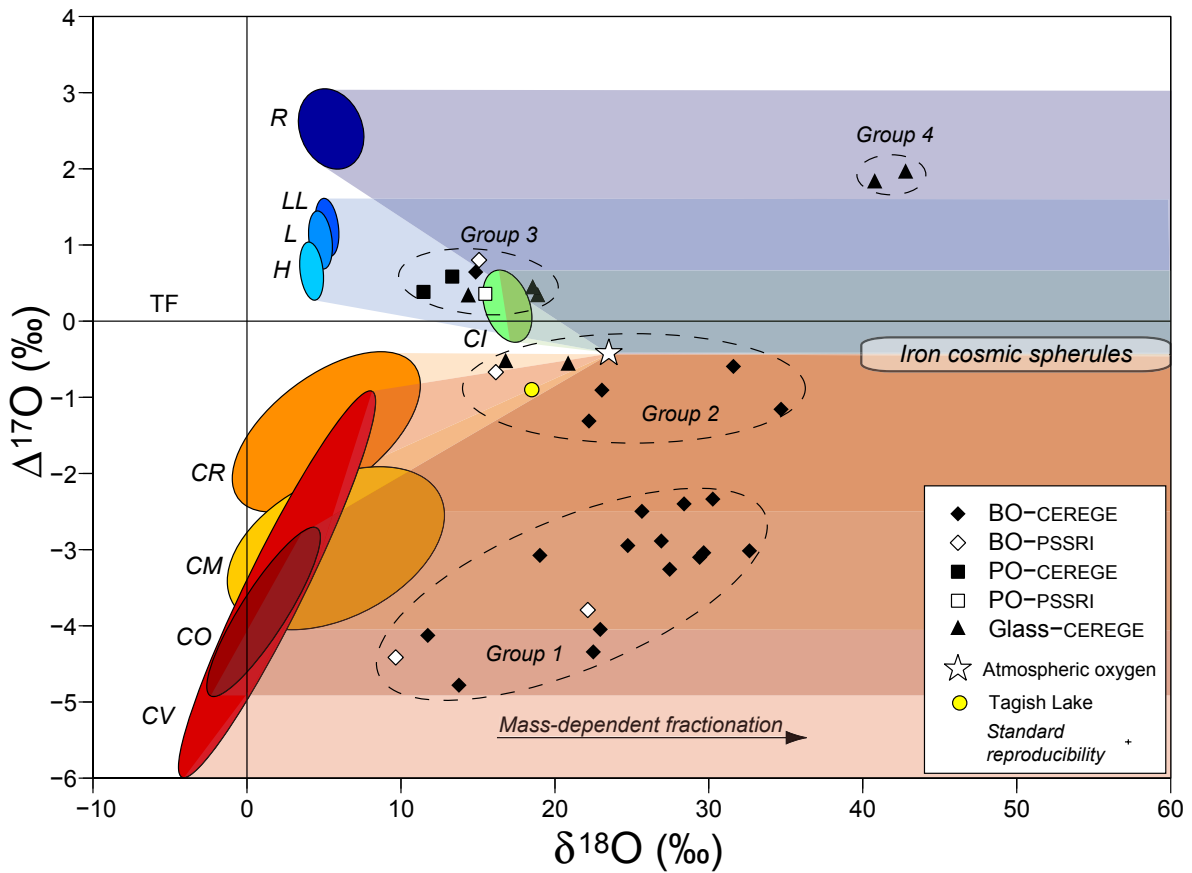 4
3
2
1
0
−1
−2
−3
−4
−5
−6
Δ17O (‰)
R
LL
L
H
TF
Group 4
Group 3
CI
Iron cosmic spherules
Group 2
CR
CM
CO
CV
Group 1
Mass-dependent fractionation
BO−CEREGE
BO−PSSRI
PO−CEREGE
PO−PSSRI
Glass−CEREGE
Atmospheric oxygen
Tagish Lake
Standard
reproducibility
−10
0
10
20
30
40
50
60
δ18O (‰)